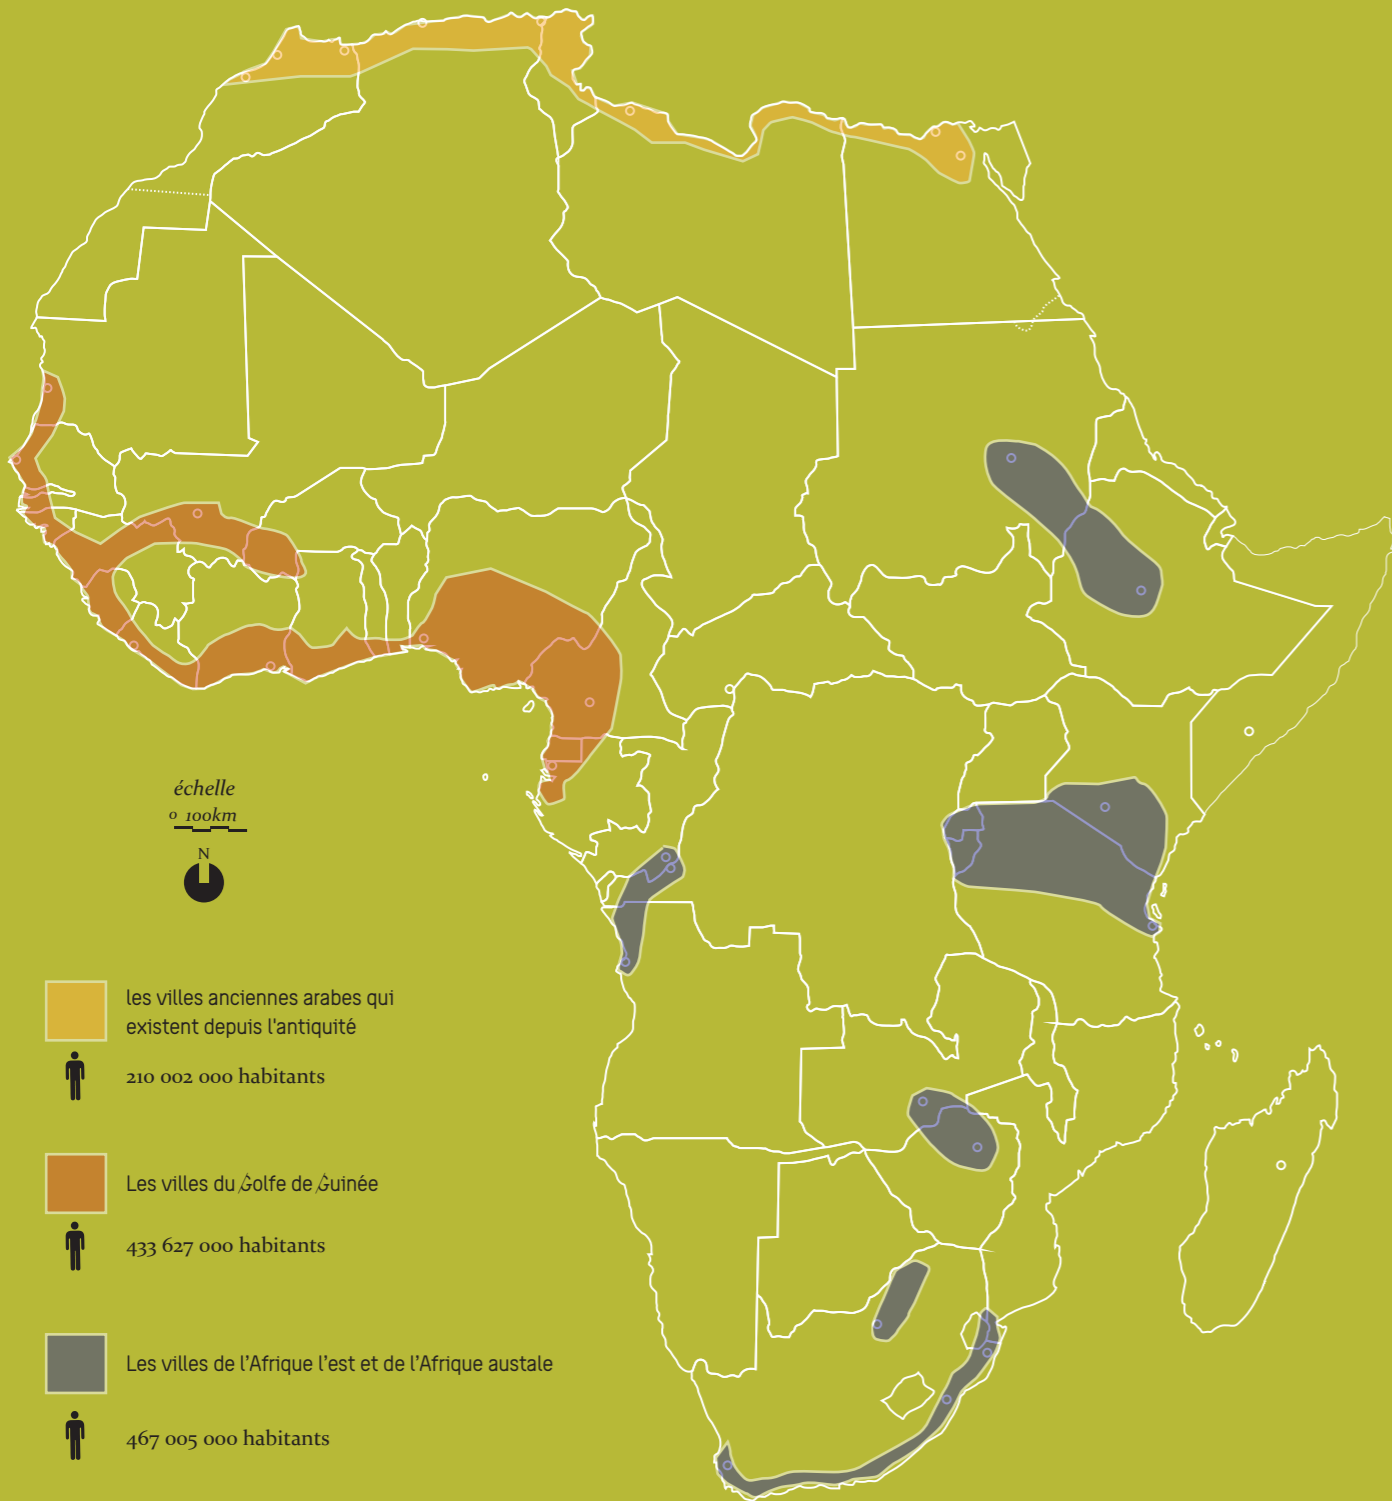 échelle
0 100km
N
les villes anciennes arabes qui
existent depuis l'antiquité
210 002 000 habitants
Les villes du Golfe de Guinée
433 627 000 habitants
Les villes de l'Afrique l'est et de l'Afrique australe
467 005 000 habitants